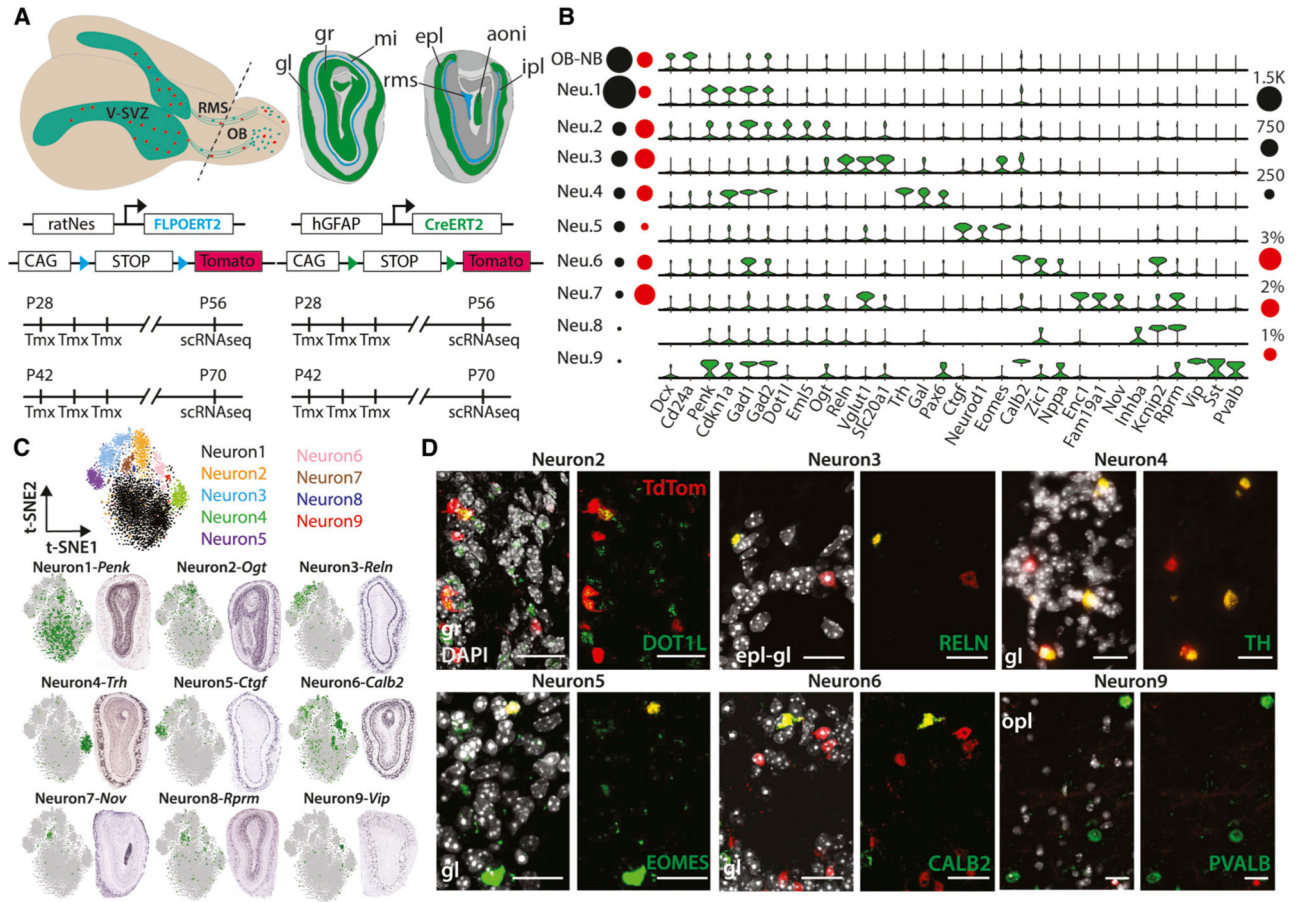 A
gl
gr
mi
epl
aoni
rms
ipl
V-SVZ
RMS
OB
ratNes
FLPOERT2
hGFAP
CreERT2
CAG
STOP
Tomato
CAG
STOP
Tomato
P28
P56
P28
P56
Tmx
Tmx
Tmx
scRNAseq
Tmx
Tmx
Tmx
scRNAseq
P42
P70
P42
P70
Tmx
Tmx
Tmx
scRNAseq
Tmx
Tmx
Tmx
scRNAseq
B
OB-NB
Neu.1
Neu.2
Neu.3
Neu.4
Neu.5
Neu.6
Neu.7
Neu.8
Neu.9
1.5K
750
250
3%
2%
1%
Dcx
Cd24a
Penk
Cdkn1a
Gad1
Gad2
Dot1l
Eml5
Ogt
Reln
Vglut1
Slc20a1
Trh
Gal
Pax6
Ctgf
Neurod1
Eomes
Calb2
Zic1
Nppa
Enc1
Fam19a1
Nov
Inhba
Kcnip2
Rprm
Vip
Sst
Pvalb
C
t-SNE2
t-SNE1
Neuron1
Neuron2
Neuron3
Neuron4
Neuron5
Neuron6
Neuron7
Neuron8
Neuron9
Neuron1-Penk
Neuron2-Ogt
Neuron3-Reln
Neuron4-Trh
Neuron5-Ctgf
Neuron6-Calb2
Neuron7-Nov
Neuron8-Rprm
Neuron9-Vip
D
Neuron2
Neuron3
Neuron4
TdTom
gr
DAPI
DOT1L
epl-gl
RELN
gl
TH
Neuron5
Neuron6
Neuron9
gl
EOMES
gl
CALB2
opl
PVALB